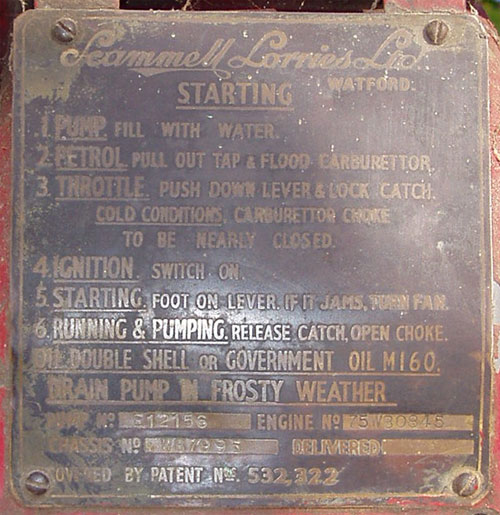 Scammell Lorries Ltd.
WATFORD.
STARTING
1. PUMP. FILL WITH WATER.
2. PETROL. PULL OUT TAP & FLOOD CARBURETTOR.
3. THROTTLE. PUSH DOWN LEVER & LOCK CATCH.
COLD CONDITIONS, CARBURETTOR CHOKE
TO BE NEARLY CLOSED.
4. IGNITION. SWITCH ON.
5. STARTING. FOOT ON LEVER. IF IT JAMS, TURN FAN.
6. RUNNING & PUMPING. RELEASE CATCH, OPEN CHOKE.
OIL DOUBLE SHELL OR GOVERNMENT OIL M160.
DRAIN PUMP IN FROSTY WEATHER.
PUMP Nº ENGINE Nº
CHASSIS Nº DELIVERED
COVERED BY PATENT Nos. 532,322